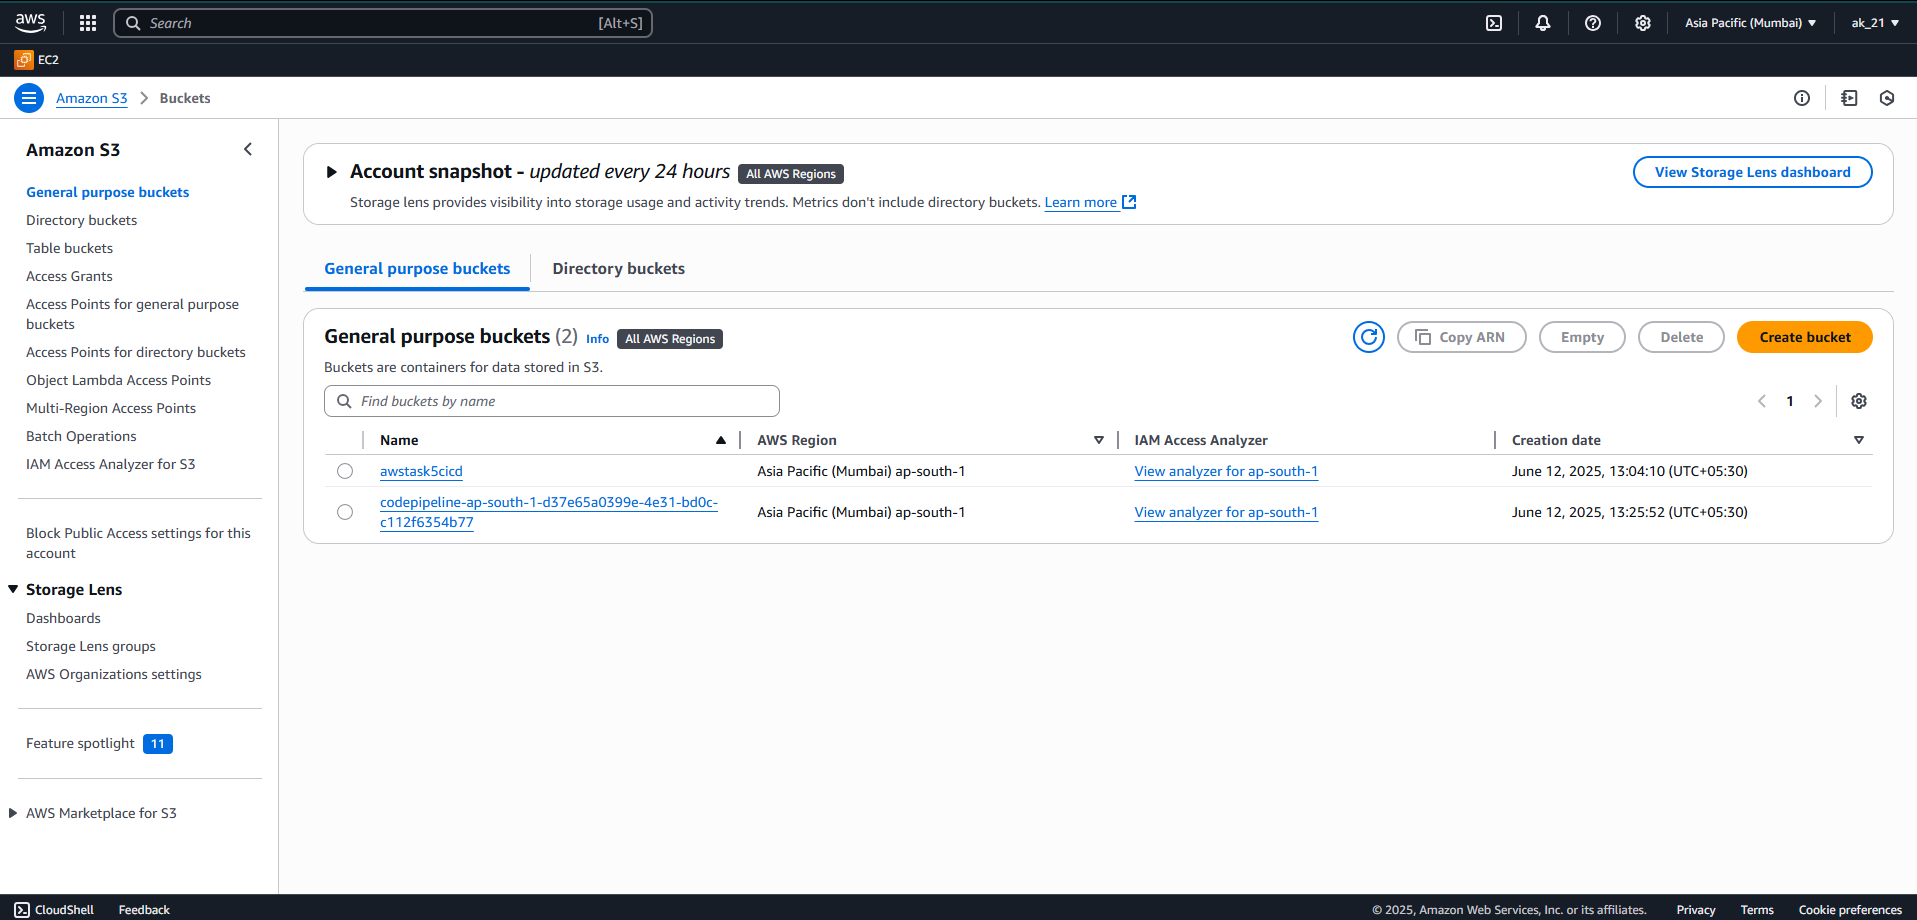 aws
Search [Alt+S]
Asia Pacific (Mumbai)
ak_21
EC2
Amazon S3 Buckets
Amazon S3
General purpose buckets
Directory buckets
Table buckets
Access Grants
Access Points for general purpose
buckets
Access Points for directory buckets
Object Lambda Access Points
Multi-Region Access Points
Batch Operations
IAM Access Analyzer for S3
Block Public Access settings for this
account
Storage Lens
Dashboards
Storage Lens groups
AWS Organizations settings
Feature spotlight 11
AWS Marketplace for S3
Account snapshot - updated every 24 hours All AWS Regions
View Storage Lens dashboard
Storage lens provides visibility into storage usage and activity trends. Metrics don't include directory buckets. Learn more
General purpose buckets Directory buckets
General purpose buckets (2) Info All AWS Regions
Copy ARN Empty Delete Create bucket
Buckets are containers for data stored in S3.
Find buckets by name
1
Name AWS Region IAM Access Analyzer Creation date
awstask5cicd Asia Pacific (Mumbai) ap-south-1 View analyzer for ap-south-1 June 12, 2025, 13:04:10 (UTC+05:30)
codepipeline-ap-south-1-d37e65a0399e-4e31-bd0c-
c112f6354b77 Asia Pacific (Mumbai) ap-south-1 View analyzer for ap-south-1 June 12, 2025, 13:25:52 (UTC+05:30)
CloudShell Feedback © 2025, Amazon Web Services, Inc. or its affiliates. Privacy Terms Cookie preferences